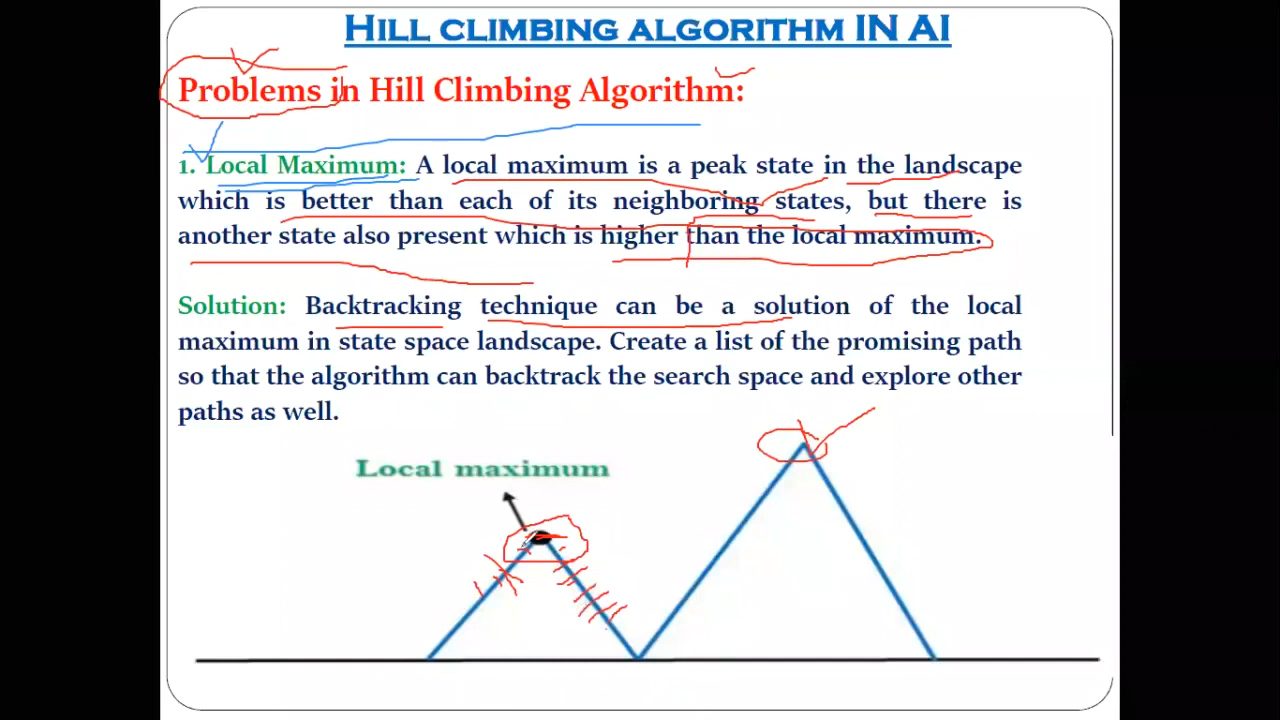 HILL CLIMBING ALGORITHM IN AI
Problems in Hill Climbing Algorithm:
1. Local Maximum: A local maximum is a peak state in the landscape
which is better than each of its neighboring states, but there is
another state also present which is higher than the local maximum.
Solution: Backtracking technique can be a solution of the local
maximum in state space landscape. Create a list of the promising path
so that the algorithm can backtrack the search space and explore other
paths as well.
Local maximum